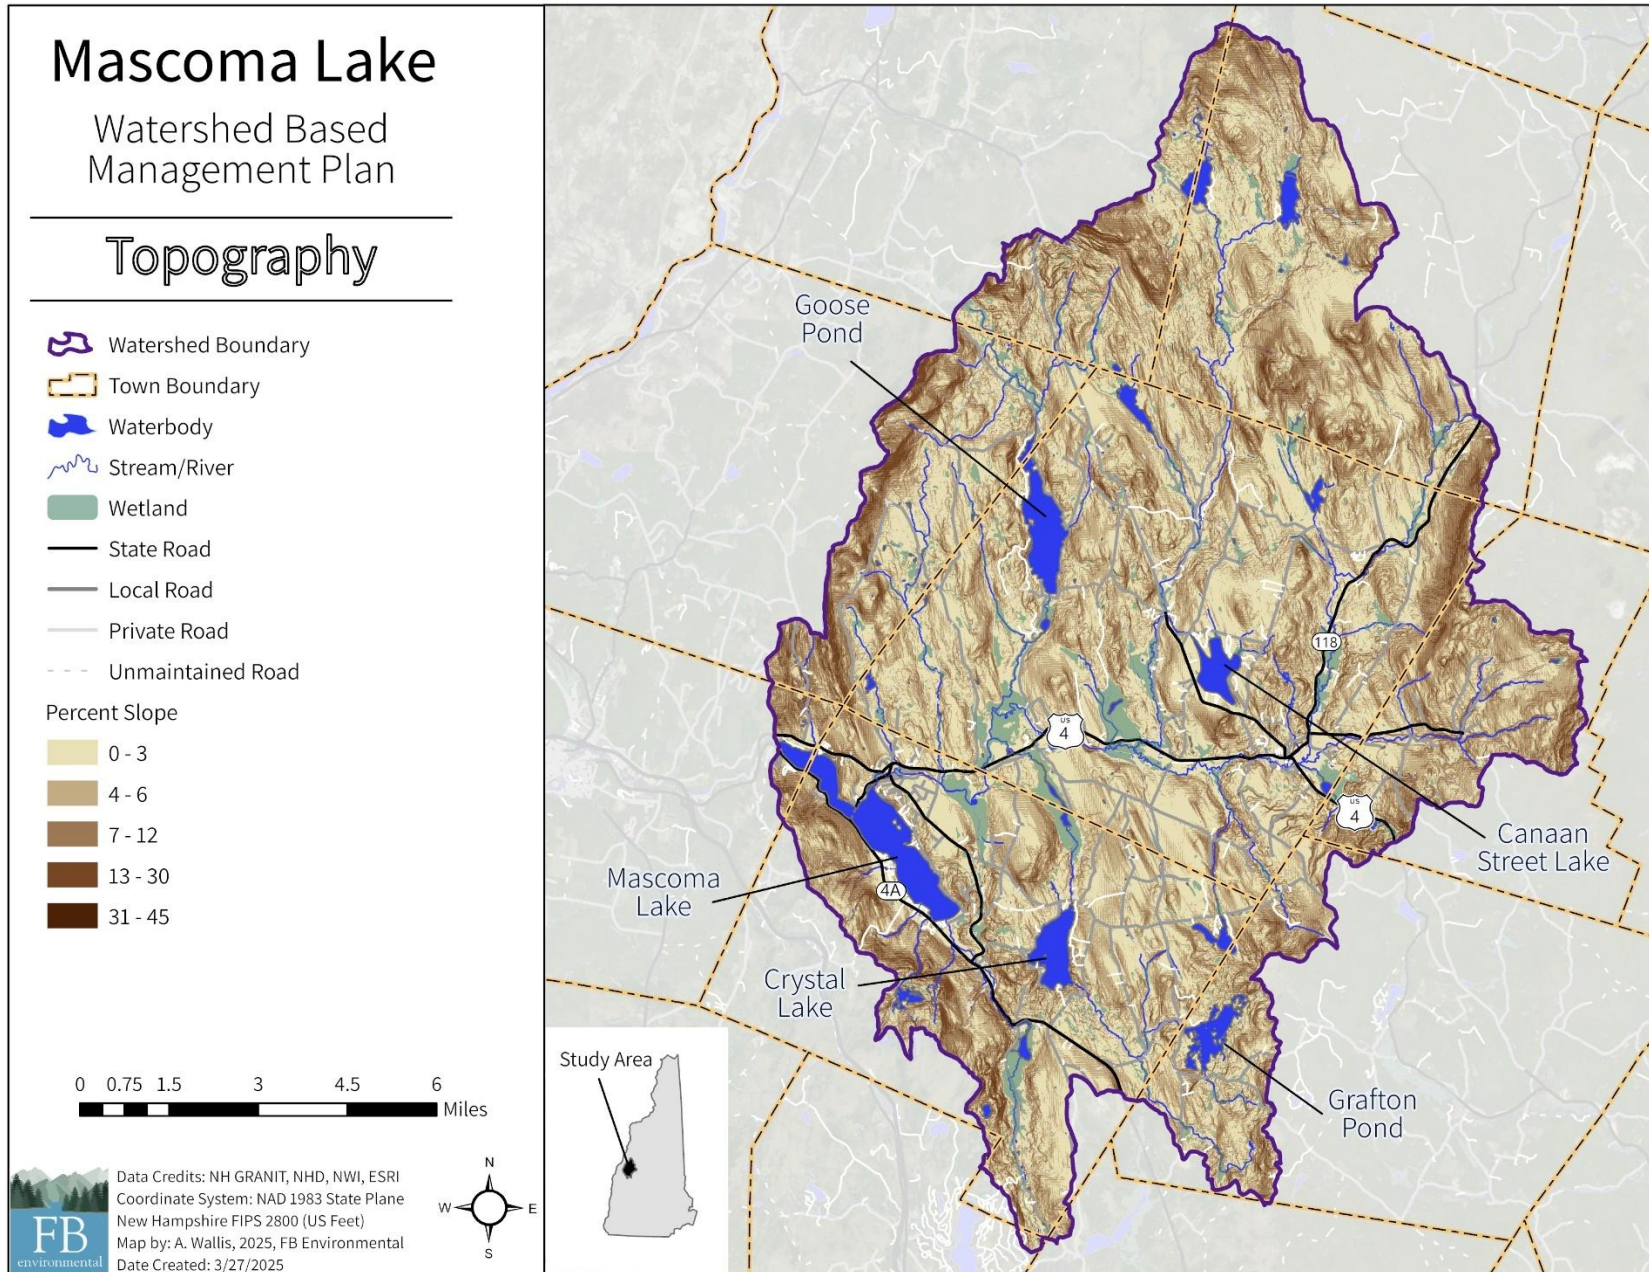 Mascoma Lake
Watershed Based
Management Plan
Topography
Watershed Boundary
Town Boundary
Waterbody
Stream/River
Wetland
State Road
Local Road
Private Road
Unmaintained Road
Percent Slope
0 - 3
4 - 6
7 - 12
13 - 30
31 - 45
0 0.75 1.5 3 4.5 6
Miles
FB
environmental
Data Credits: NH GRANIT, NHD, NWI, ESRI
Coordinate System: NAD 1983 State Plane
New Hampshire FIPS 2800 (US Feet)
Map by: A. Wallis, 2025, FB Environmental
Date Created: 3/27/2025
N
W E
S
Goose
Pond
118
US
4
US
4
Canaan
Street Lake
Mascoma
Lake
4A
Crystal
Lake
Grafton
Pond
Study Area